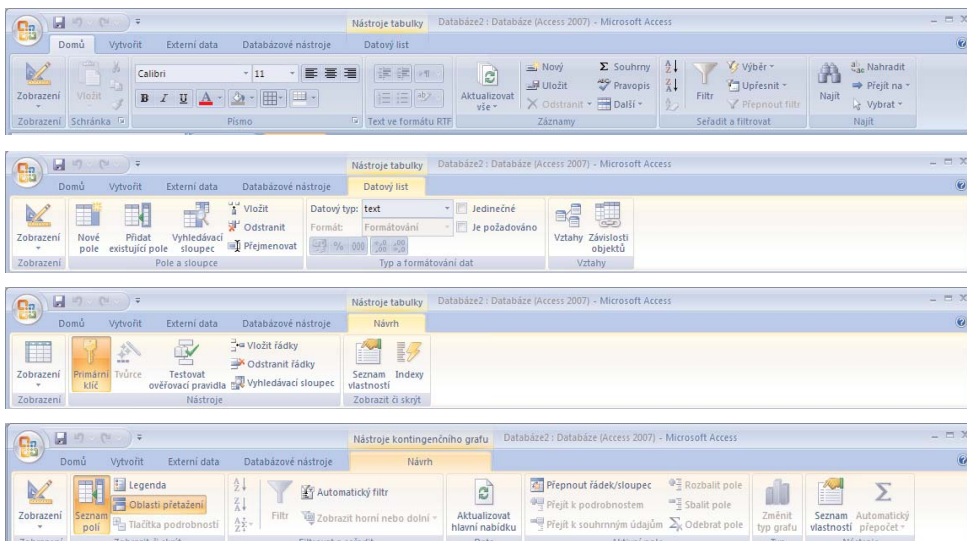 Nástroje tabulky Databáze2 : Databáze (Access 2007) - Microsoft Access
Domů Vytvořit Externí data Databázové nástroje Datový list
Zobrazení Vložit Calibri 11 Aktualizovat vše Nový Uložit Odstranit Souhrny Pravopis Další Filtr Výběr Upřesnit Přepnout filtr Najít Nahradit Přejít na Vybrat
B I U A
Zobrazení Schránka Písmo Text ve formátu RTF Záznamy Seřadit a filtrovat Najít
Nástroje tabulky Databáze2 : Databáze (Access 2007) - Microsoft Access
Domů Vytvořit Externí data Databázové nástroje Datový list
Zobrazení Nové pole Přidat existující pole Vyhledávací sloupec Vložit Odstranit Přejmenovat
Datový typ: text Jedinečné
Formát: Formátování Je požadováno
% 000
Vztahy Závislosti objektů
Zobrazení Pole a sloupce Typ a formátování dat Vztahy
Nástroje tabulky Databáze2 : Databáze (Access 2007) - Microsoft Access
Domů Vytvořit Externí data Databázové nástroje Návrh
Zobrazení Primární klíč Tvůrce Testovat ověřovací pravidla Vložit řádky Odstranit řádky Vyhledávací sloupec Seznam vlastností Indexy
Zobrazení Nástroje Zobrazit či skrýt
Nástroje kontingenčního grafu Databáze2 : Databáze (Access 2007) - Microsoft Access
Domů Vytvořit Externí data Databázové nástroje Návrh
Zobrazení Seznam polí Legenda Oblasti přetažení Tlačítka podrobností Filtr Automatický filtr Zobrazit horní nebo dolní Aktualizovat hlavní nabídku Přepnout řádek/sloupec Přejít k podrobnostem Přejít k souhrnným údajům Rozbalit pole Sbalit pole Odebrat pole Změnit typ grafu Seznam vlastností Automatický přepočet